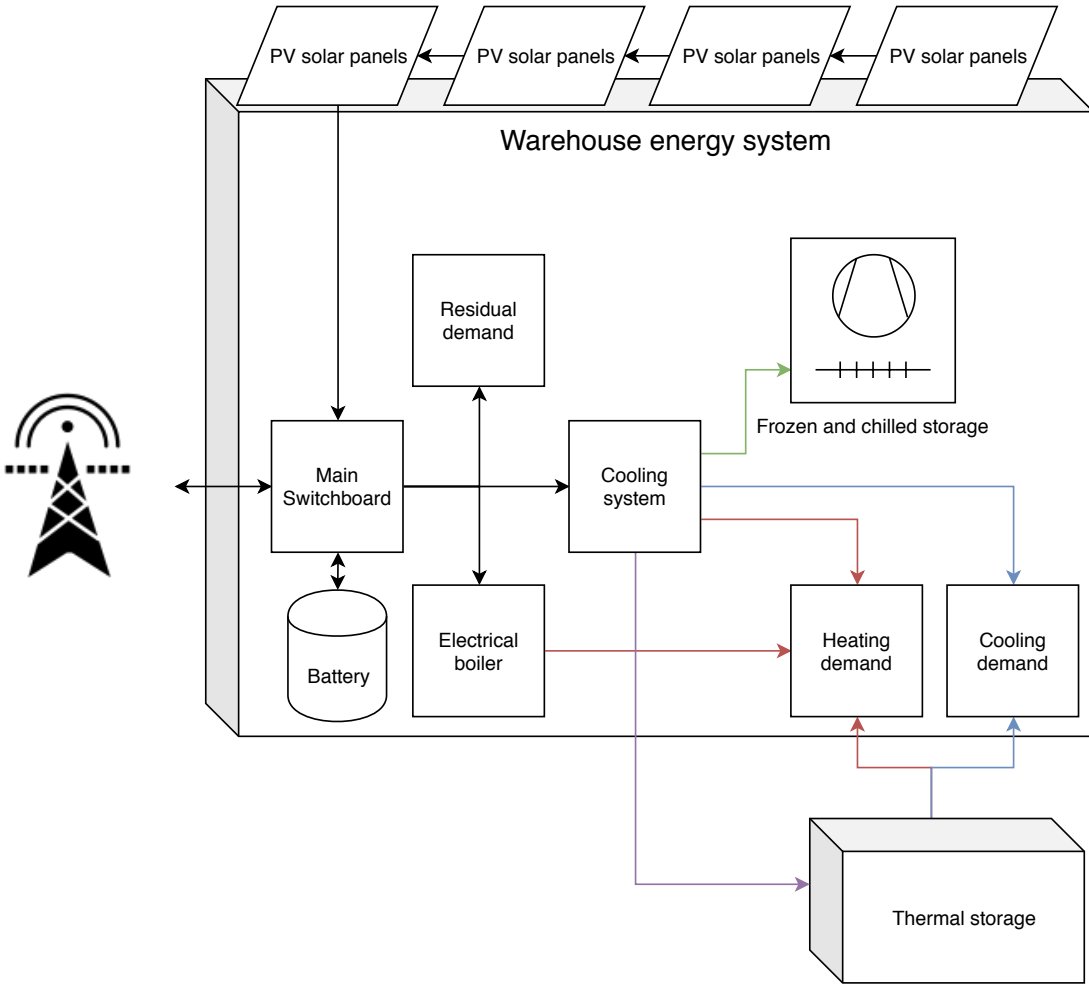 PV solar panels
PV solar panels
PV solar panels
PV solar panels
Warehouse energy system
Residual
demand
Frozen and chilled storage
Main
Switchboard
Cooling
system
Battery
Electrical
boiler
Heating
demand
Cooling
demand
Thermal storage